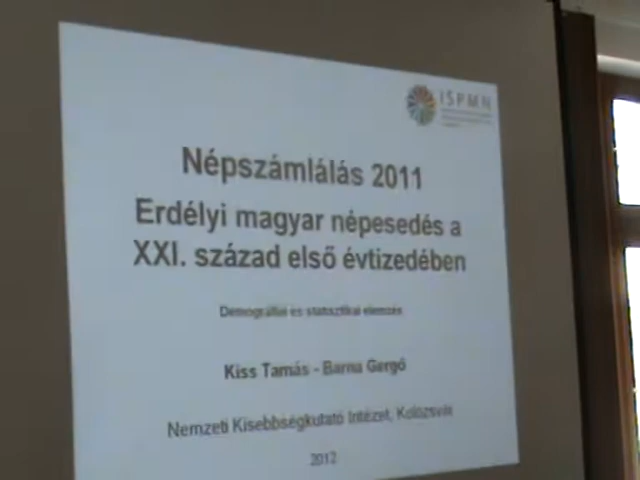 ISPMN
Népszámlálás 2011
Erdélyi magyar népesedés a
XXI. század első évtizedében
Demográfiai és statisztikai elemzés
Kiss Tamás - Barna Gergő
Nemzeti Kisebbségkutató Intézet, Kolozsvár
2012